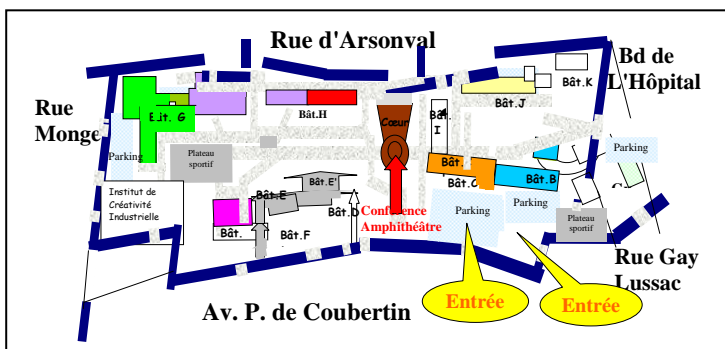 Rue d'Arsonval
Bd de
L'Hôpital
Bât.K
Bât.J
Rue
Monge
Bât. G
Bât.H
Cœur
Bât.
I
Parking
Plateau
sportif
Parking
Bât.
Bât.B
Institut de
Créativité
Industrielle
Bât.E
Bât.E'
Bât.D
Conférence
Amphithéâtre
Parking
Parking
Plateau
sportif
Bât.
Bât.F
Rue Gay
Lussac
Entrée
Entrée
Av. P. de Coubertin